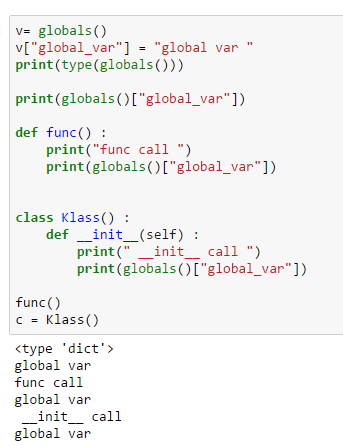 v= globals()
v["global_var"] = "global var "
print(type(globals()))

print(globals()["global_var"])

def func() :
    print("func call ")
    print(globals()["global_var"])


class Klass() :
    def __init__(self) :
        print(" __init__ call ")
        print(globals()["global_var"])

func()
c = Klass()
<type 'dict'>
global var
func call
global var
 __init__ call
global var